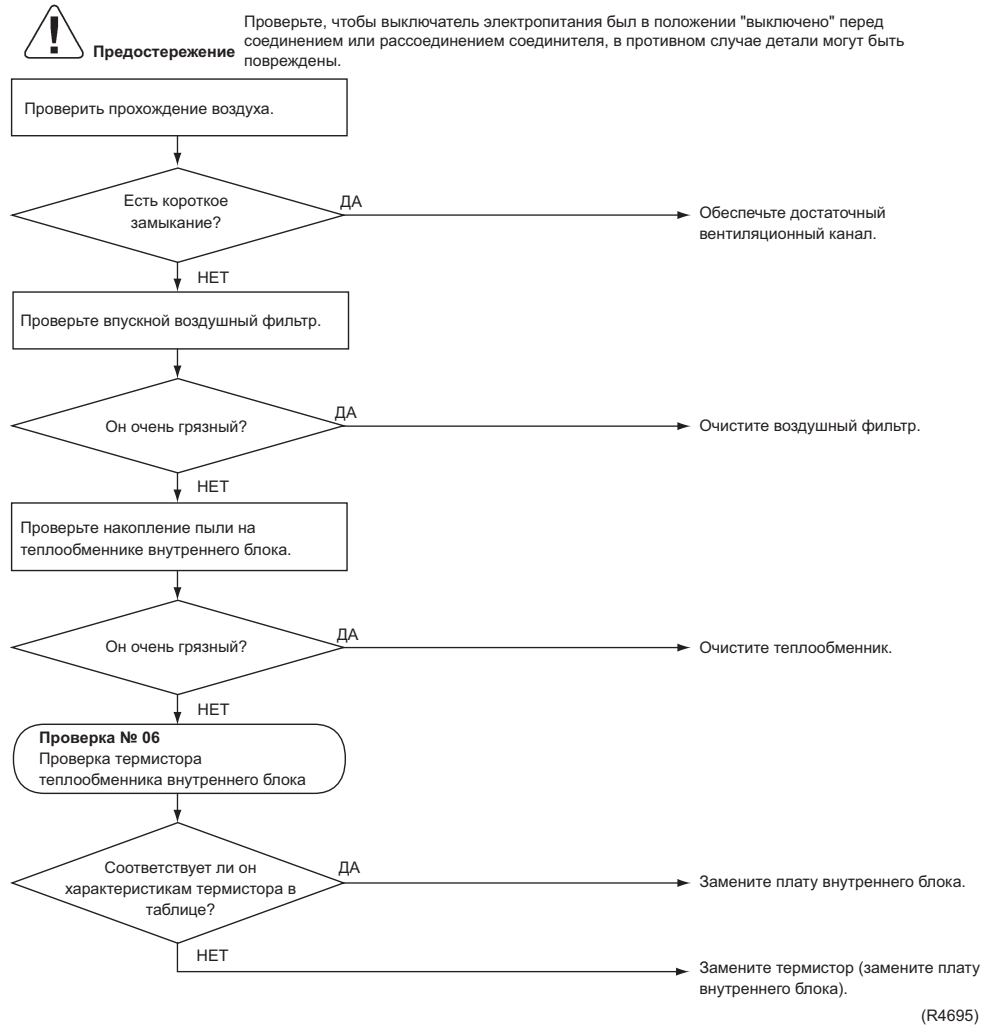 Проверьте, чтобы выключатель электропитания был в положении "выключено" перед
соединением или рассоединением соединителя, в противном случае детали могут быть
повреждены.
Предостережение
Проверить прохождение воздуха.
Есть короткое
замыкание?
ДА
Обеспечьте достаточный
вентиляционный канал.
НЕТ
Проверьте впускной воздушный фильтр.
Он очень грязный?
ДА
Очистите воздушный фильтр.
НЕТ
Проверьте накопление пыли на
теплообменнике внутреннего блока.
Он очень грязный?
ДА
Очистите теплообменник.
НЕТ
Проверка № 06
Проверка термистора
теплообменника внутреннего блока
Соответствует ли он
характеристикам термистора в
таблице?
ДА
Замените плату внутреннего блока.
НЕТ
Замените термистор (замените плату
внутреннего блока).
(R4695)